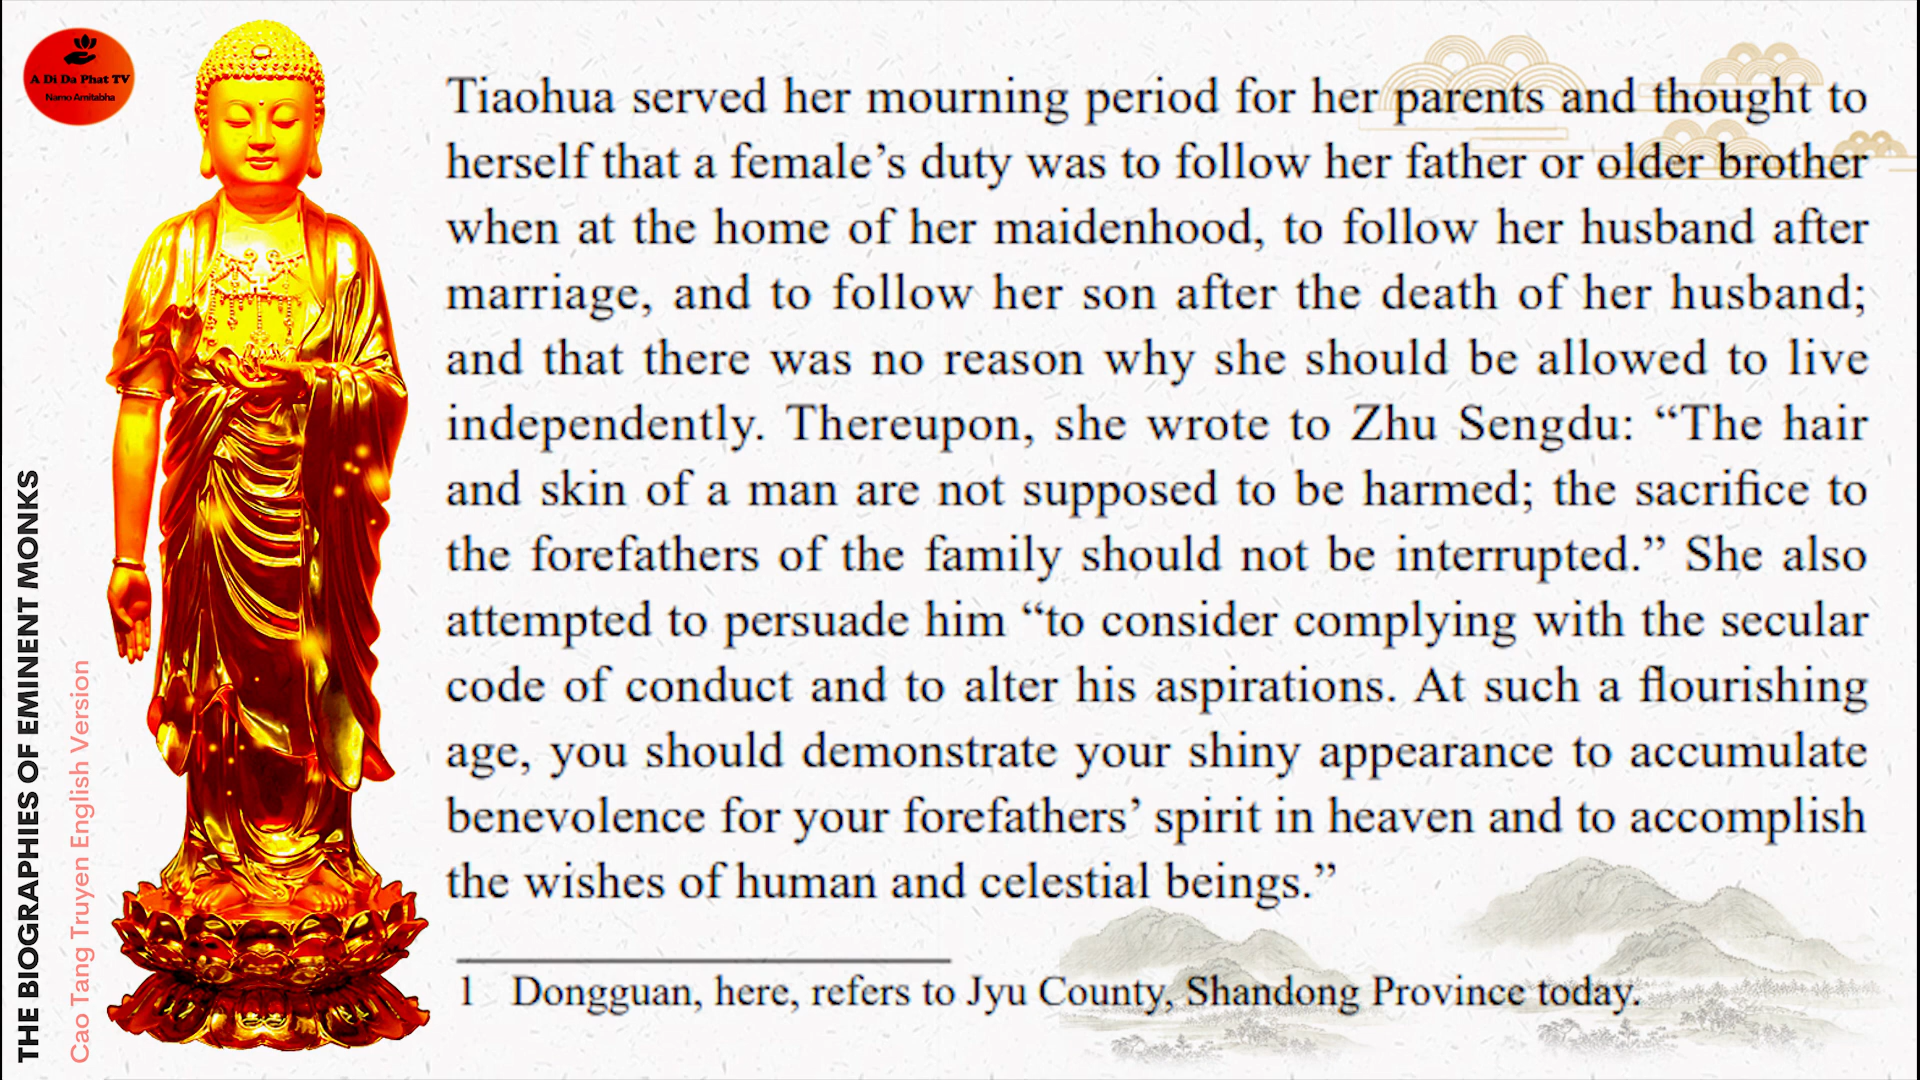 A Di Da Phat TV
Namo Amitabha
THE BIOGRAPHIES OF EMINENT MONKS
Cao Tang Truyen English Version
Tiaohua served her mourning period for her parents and thought to
herself that a female’s duty was to follow her father or older brother
when at the home of her maidenhood, to follow her husband after
marriage, and to follow her son after the death of her husband;
and that there was no reason why she should be allowed to live
independently. Thereupon, she wrote to Zhu Sengdu: “The hair
and skin of a man are not supposed to be harmed; the sacrifice to
the forefathers of the family should not be interrupted.” She also
attempted to persuade him “to consider complying with the secular
code of conduct and to alter his aspirations. At such a flourishing
age, you should demonstrate your shiny appearance to accumulate
benevolence for your forefathers’ spirit in heaven and to accomplish
the wishes of human and celestial beings.”
1 Dongguan, here, refers to Jyu County, Shandong Province today.